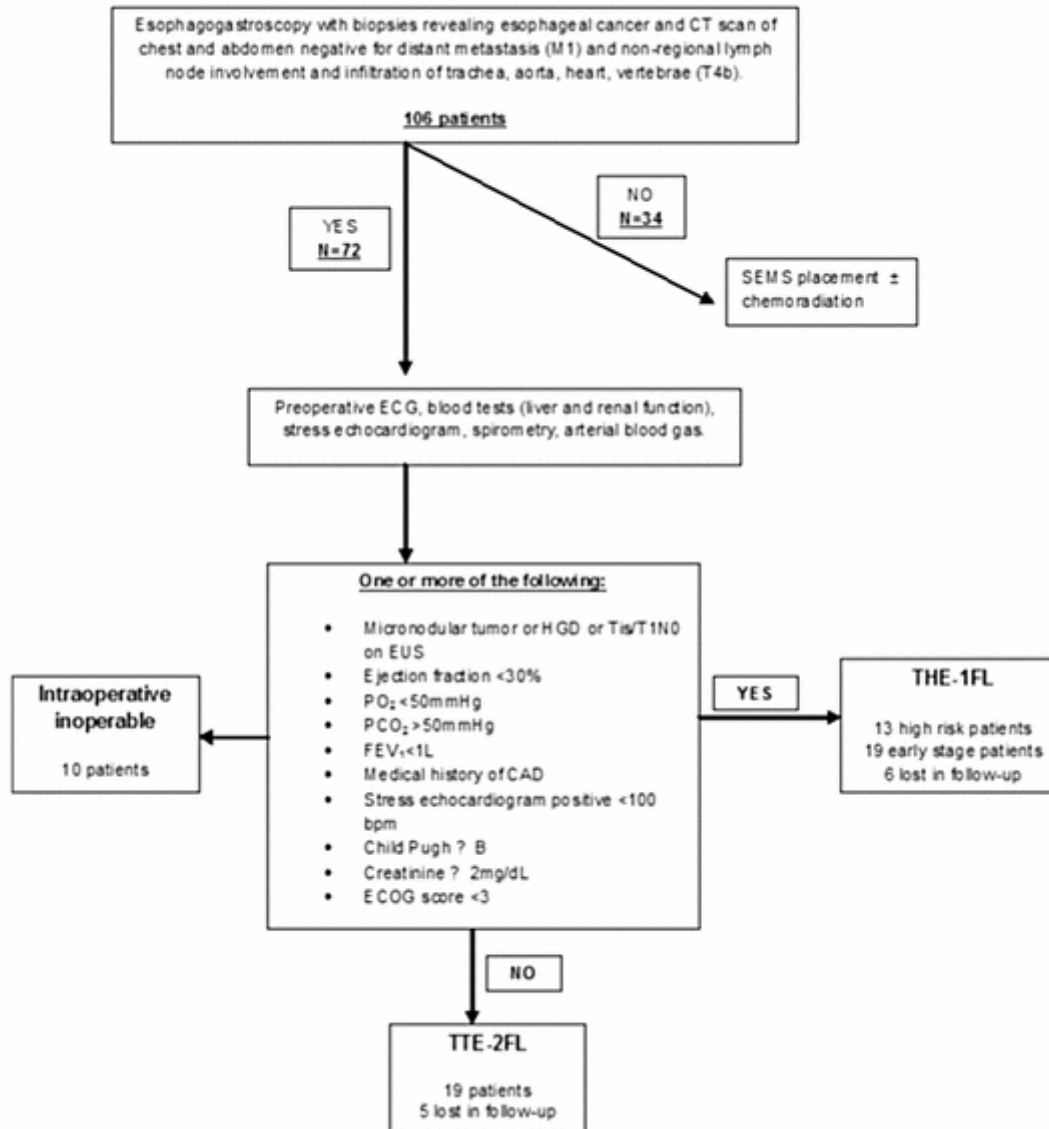 Esophagogastroscopy with biopsies revealing esophageal cancer and CT scan of
chest and abdomen negative for distant metastasis (M1) and non-regional lymph
node involvement and infiltration of trachea, aorta, heart, vertebrae (T4b).
106 patients
YES
N=72
NO
N=34
SEMS placement ±
chemoradiation
Preoperative ECG, blood tests (liver and renal function),
stress echocardiogram, spirometry, arterial blood gas.
One or more of the following:
• Micronodular tumor or HGD or Tis/T1N0
on EUS
• Ejection fraction <30%
• PO₂ <50mmHg
• PCO₂ >50mmHg
• FEV₁<1L
• Medical history of CAD
• Stress echocardiogram positive <100
bpm
• Child Pugh ? B
• Creatinine ? 2mg/dL
• ECOG score <3
Intraoperative
inoperable
10 patients
YES
THE-1FL
13 high risk patients
19 early stage patients
6 lost in follow-up
NO
TTE-2FL
19 patients
5 lost in follow-up